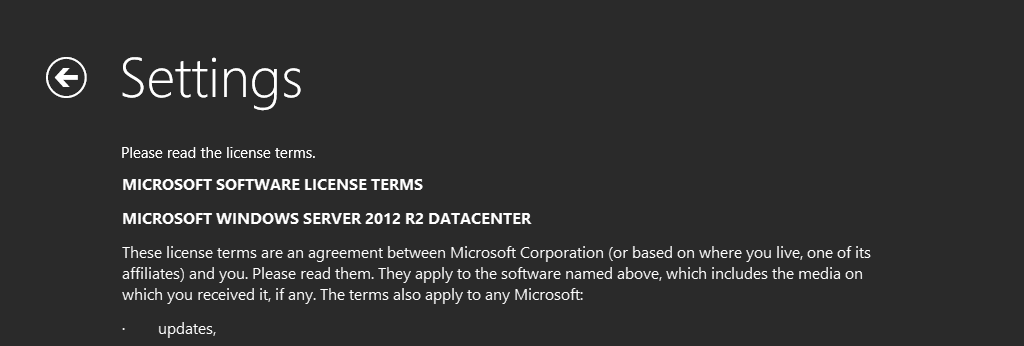 Settings
Please read the license terms.
MICROSOFT SOFTWARE LICENSE TERMS
MICROSOFT WINDOWS SERVER 2012 R2 DATACENTER
These license terms are an agreement between Microsoft Corporation (or based on where you live, one of its
affiliates) and you. Please read them. They apply to the software named above, which includes the media on
which you received it, if any. The terms also apply to any Microsoft:
· updates,